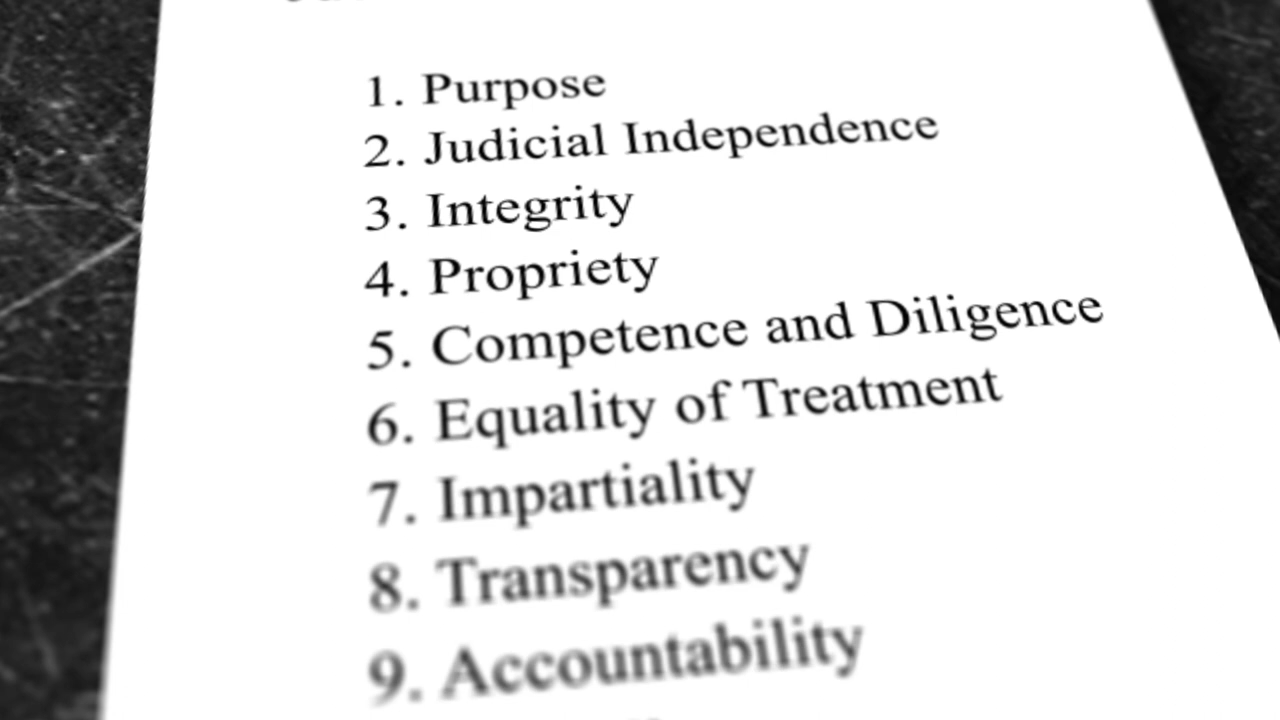 1. Purpose
2. Judicial Independence
3. Integrity
4. Propriety
5. Competence and Diligence
6. Equality of Treatment
7. Impartiality
8. Transparency
9. Accountability